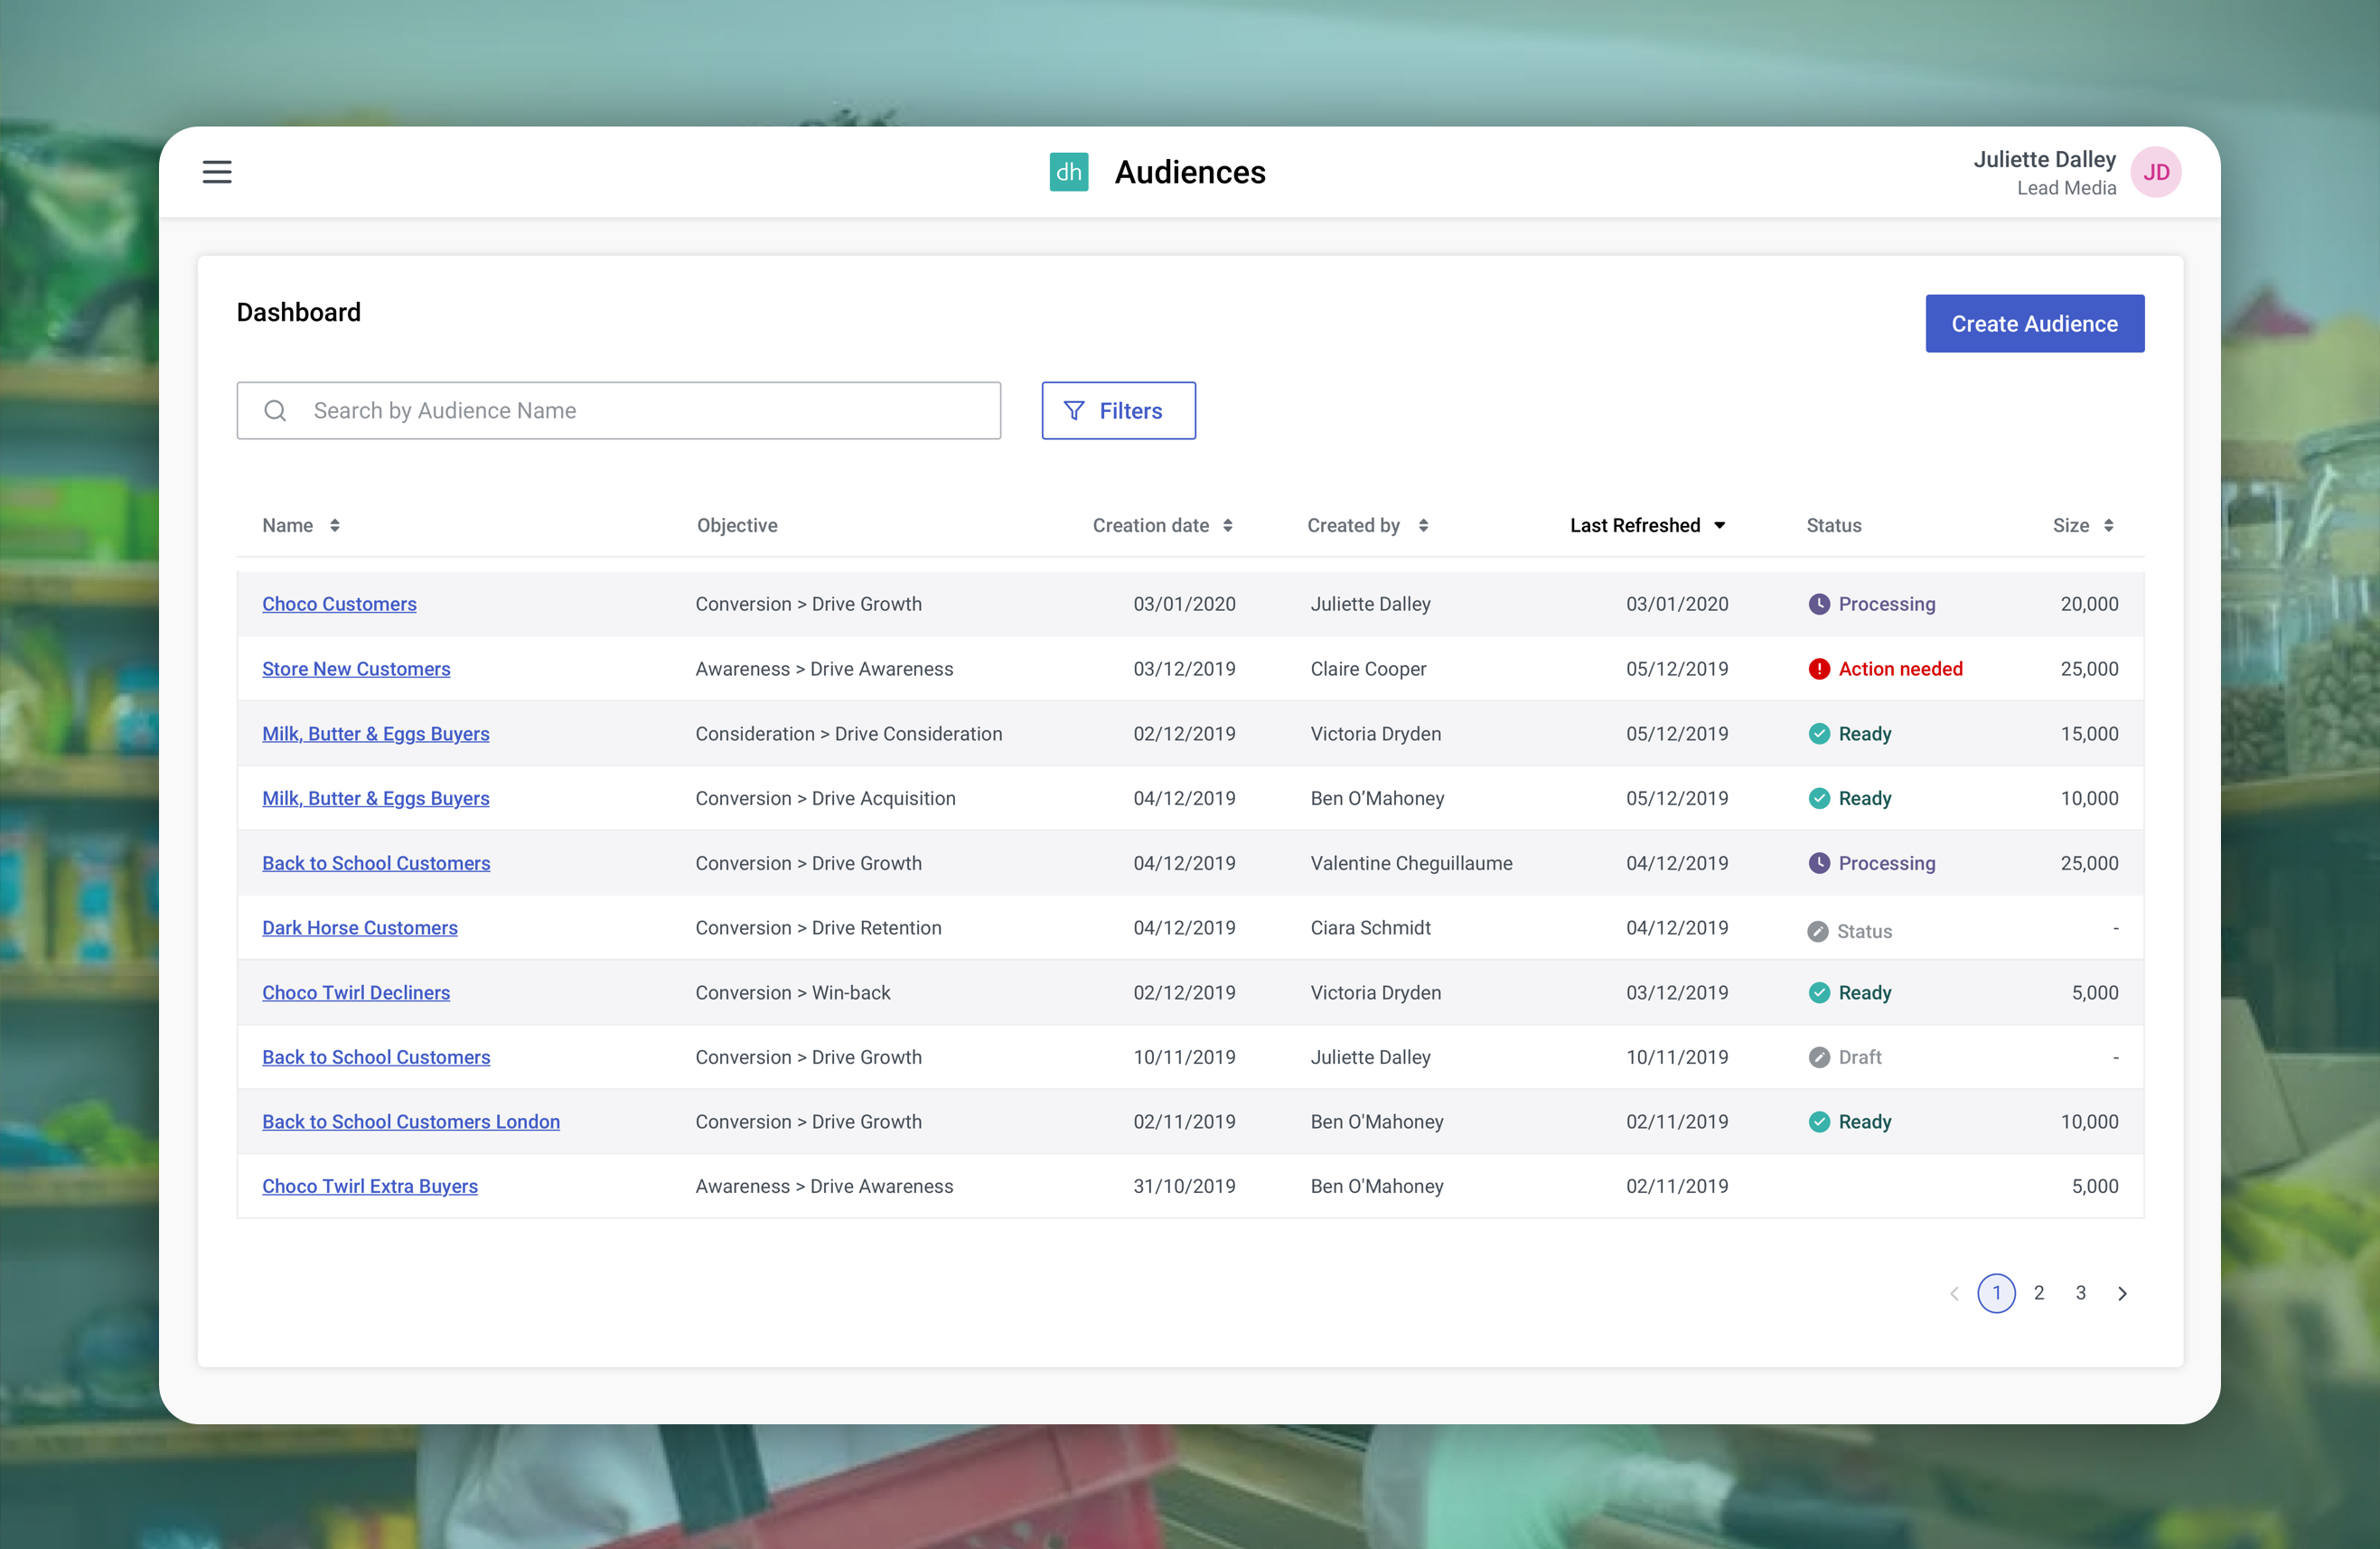 dh Audiences
Juliette Dalley
Lead Media
JD
Dashboard
Create Audience
Search by Audience Name
Filters
Name Objective Creation date Created by Last Refreshed Status Size
Choco Customers Conversion > Drive Growth 03/01/2020 Juliette Dalley 03/01/2020 Processing 20,000
Store New Customers Awareness > Drive Awareness 03/12/2019 Claire Cooper 05/12/2019 Action needed 25,000
Milk, Butter & Eggs Buyers Consideration > Drive Consideration 02/12/2019 Victoria Dryden 05/12/2019 Ready 15,000
Milk, Butter & Eggs Buyers Conversion > Drive Acquisition 04/12/2019 Ben O’Mahoney 05/12/2019 Ready 10,000
Back to School Customers Conversion > Drive Growth 04/12/2019 Valentine Cheguillaume 04/12/2019 Processing 25,000
Dark Horse Customers Conversion > Drive Retention 04/12/2019 Ciara Schmidt 04/12/2019 Status -
Choco Twirl Decliners Conversion > Win-back 02/12/2019 Victoria Dryden 03/12/2019 Ready 5,000
Back to School Customers Conversion > Drive Growth 10/11/2019 Juliette Dalley 10/11/2019 Draft -
Back to School Customers London Conversion > Drive Growth 02/11/2019 Ben O'Mahoney 02/11/2019 Ready 10,000
Choco Twirl Extra Buyers Awareness > Drive Awareness 31/10/2019 Ben O'Mahoney 02/11/2019 5,000
1 2 3